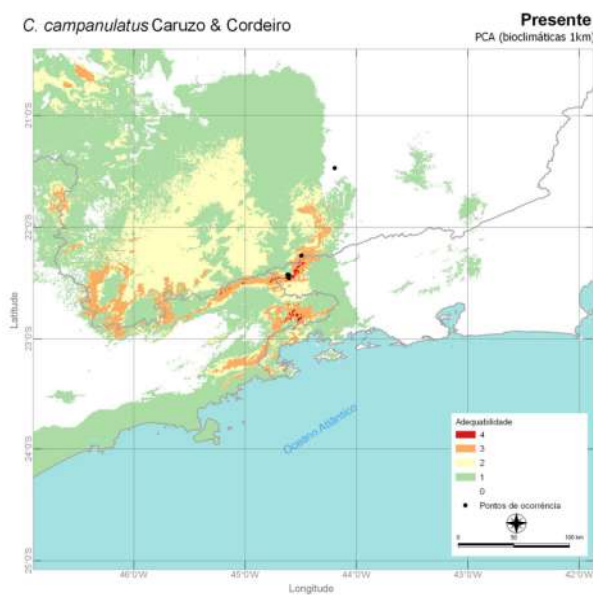 C. campanulatus Caruzo & Cordeiro
Presente
PCA (bioclimáticas 1km)
21°0'S
22°0'S
23°0'S
24°0'S
25°0'S
Latitude
Oceano Atlântico
Adequabilidade
4
3
2
1
0
Pontos de ocorrência
0 50 100 km
46°0'W 45°0'W 44°0'W 43°0'W 42°0'W
Longitude